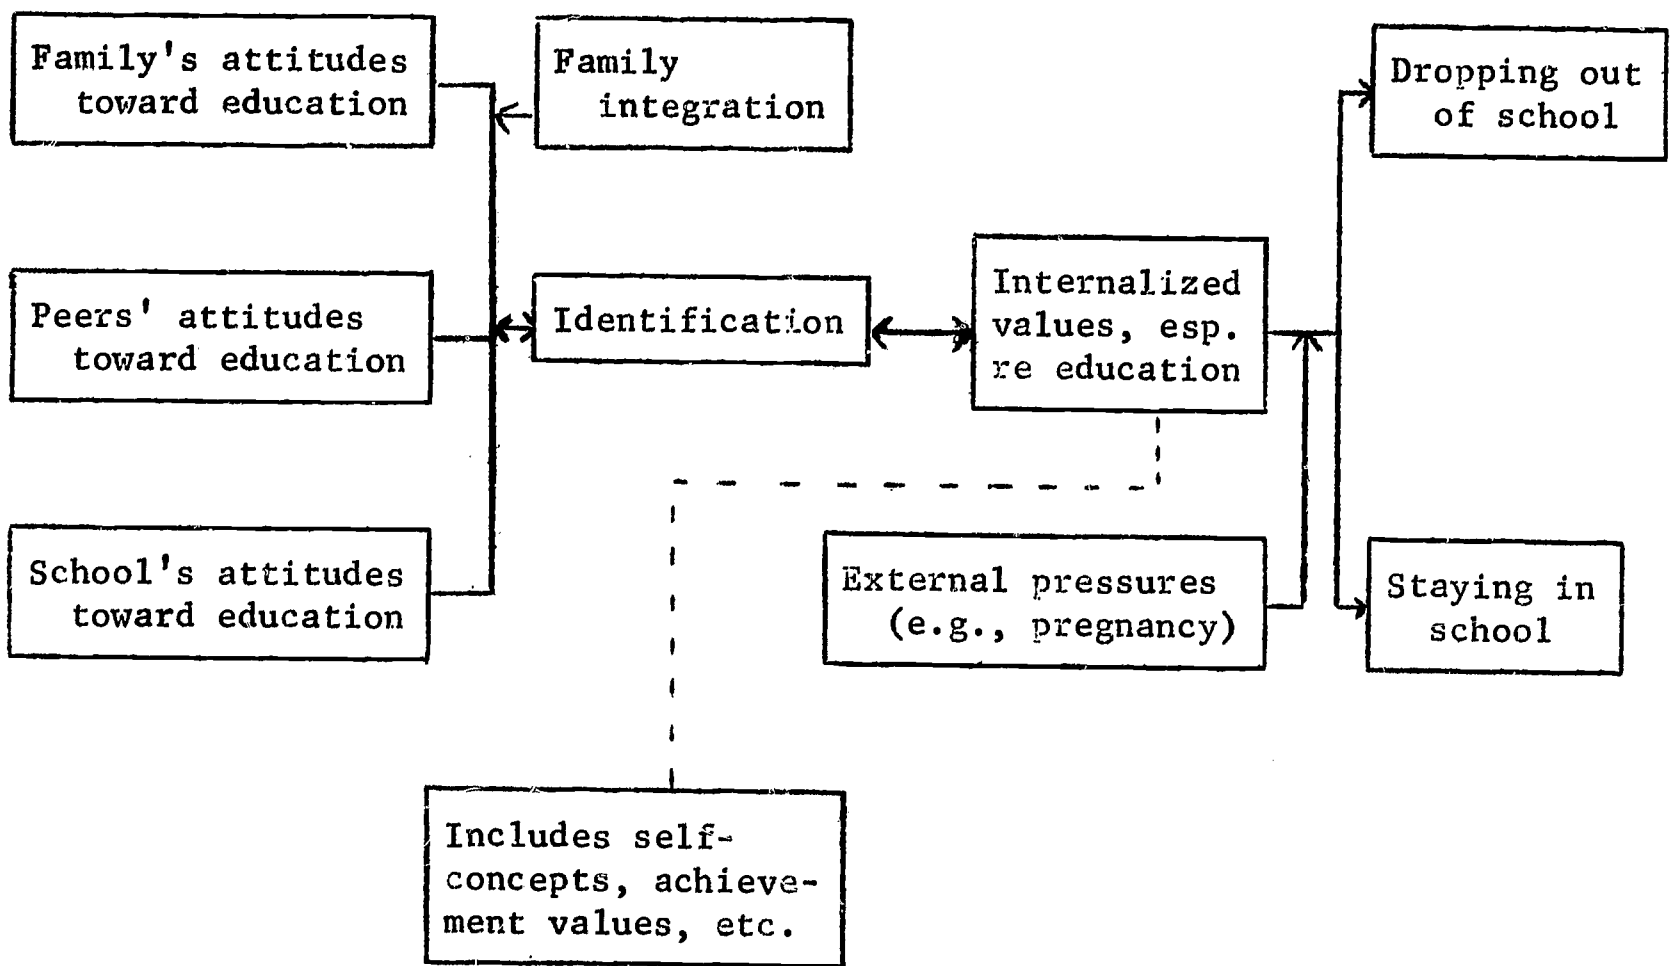 Family's attitudes
toward education
Family
integration
Dropping out
of school
Peers' attitudes
toward education
Identification
Internalized
values, esp.
re education
School's attitudes
toward education
External pressures
(e.g., pregnancy)
Staying in
school
Includes self-
concepts, achieve-
ment values, etc.